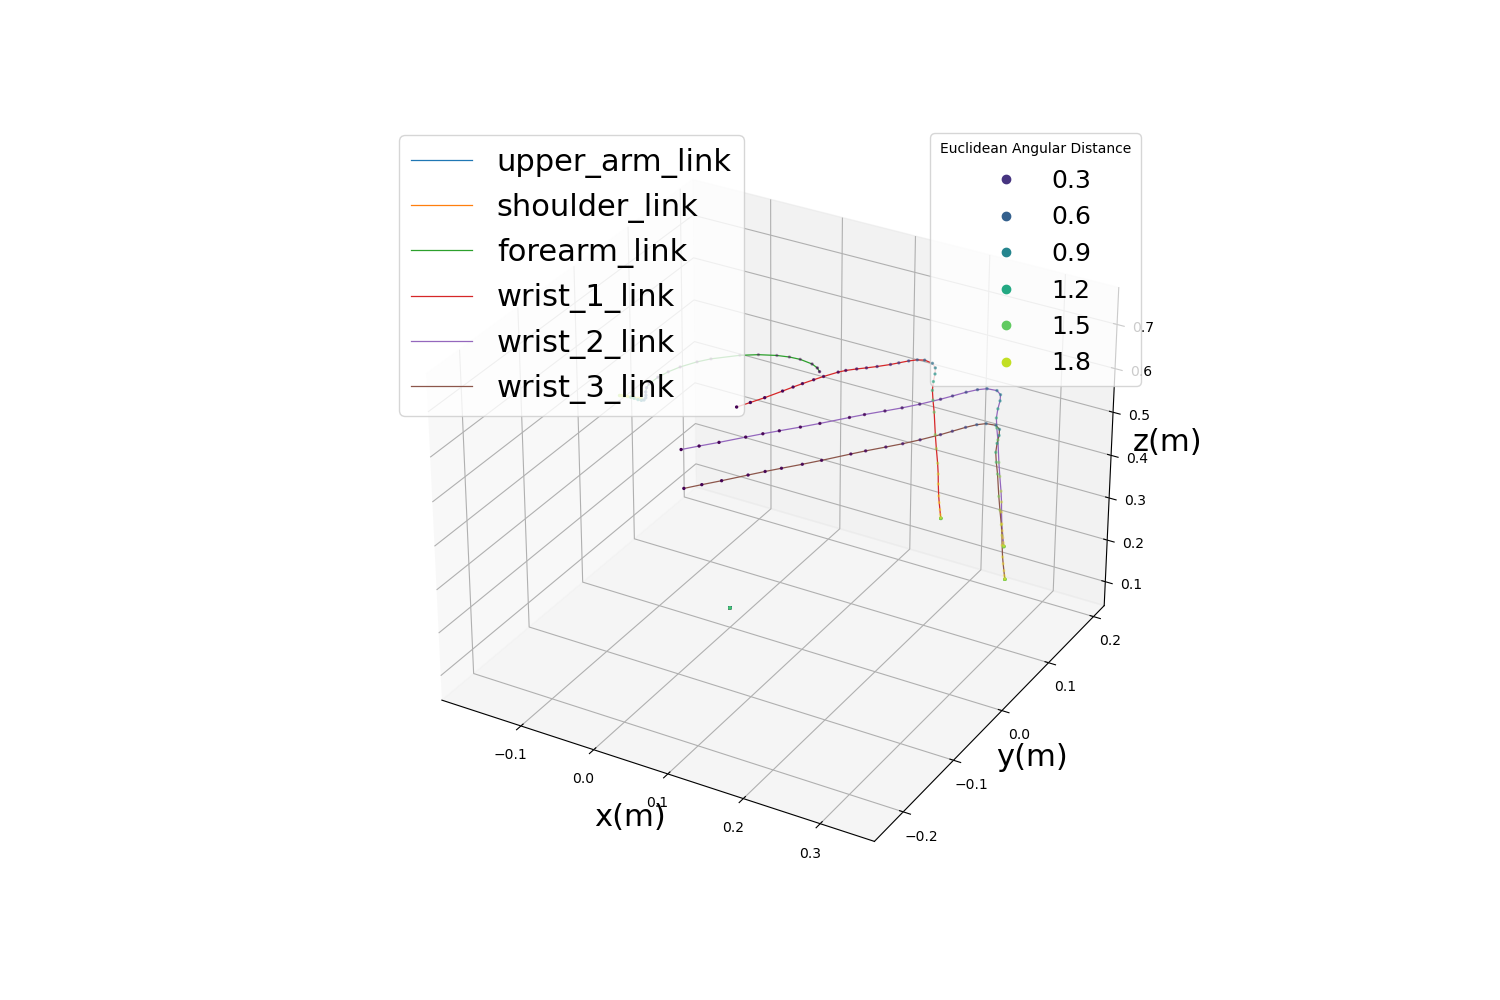 upper_arm_link
shoulder_link
forearm_link
wrist_1_link
wrist_2_link
wrist_3_link
Euclidean Angular Distance
0.3
0.6
0.9
1.2
1.5
1.8
0.7
0.6
0.5
0.4
0.3
0.2
0.1
z(m)
0.2
0.1
0.0
−0.1
−0.2
y(m)
−0.1
0.0
0.1
0.2
0.3
x(m)